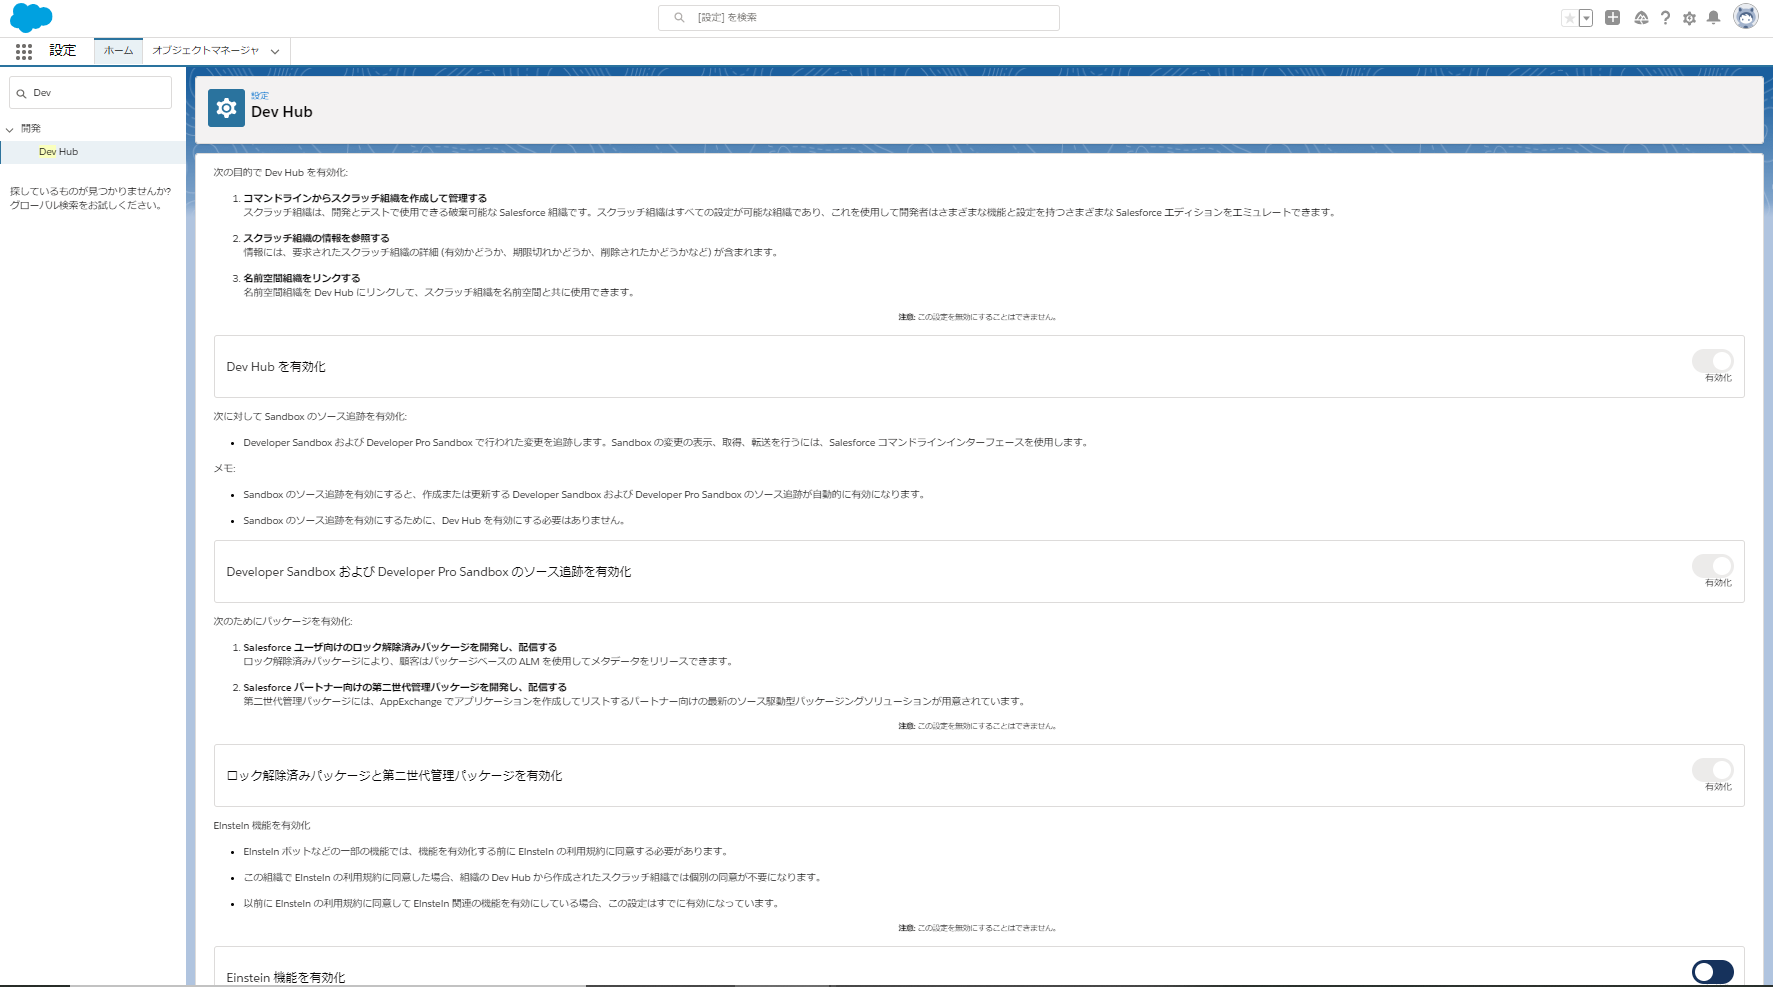 [設定] を検索
設定
ホーム
オブジェクトマネージャ
Dev
開発
Dev Hub
探しているものが見つかりませんか?
グローバル検索をお試しください。
設定
Dev Hub
次の目的で Dev Hub を有効化:
1. コマンドラインからスクラッチ組織を作成して管理する
スクラッチ組織は、開発とテストで使用できる破棄可能な Salesforce 組織です。スクラッチ組織はすべての設定が可能な組織であり、これを使用して開発者はさまざまな機能と設定を持つさまざまな Salesforce エディションをエミュレートできます。
2. スクラッチ組織の情報を参照する
情報には、要求されたスクラッチ組織の詳細 (有効かどうか、期限切れかどうか、削除されたかどうかなど) が含まれます。
3. 名前空間組織をリンクする
名前空間組織を Dev Hub にリンクして、スクラッチ組織を名前空間と共に使用できます。
注意: この設定を無効にすることはできません。
Dev Hub を有効化
有効化
次に対して Sandbox のソース追跡を有効化:
• Developer Sandbox および Developer Pro Sandbox で行われた変更を追跡します。Sandbox の変更の表示、取得、転送を行うには、Salesforce コマンドラインインターフェースを使用します。
メモ:
• Sandbox のソース追跡を有効にすると、作成または更新する Developer Sandbox および Developer Pro Sandbox のソース追跡が自動的に有効になります。
• Sandbox のソース追跡を有効にするために、Dev Hub を有効にする必要はありません。
Developer Sandbox および Developer Pro Sandbox のソース追跡を有効化
有効化
次のためにパッケージを有効化:
1. Salesforce ユーザ向けのロック解除済みパッケージを開発し、配信する
ロック解除済みパッケージにより、顧客はパッケージベースの ALM を使用してメタデータをリリースできます。
2. Salesforce パートナー向けの第二世代管理パッケージを開発し、配信する
第二世代管理パッケージには、AppExchange でアプリケーションを作成してリストするパートナー向けの最新のソース駆動型パッケージングソリューションが用意されています。
注意: この設定を無効にすることはできません。
ロック解除済みパッケージと第二世代管理パッケージを有効化
有効化
Einstein 機能を有効化
• Einstein ボットなどの一部の機能では、機能を有効化する前に Einstein の利用規約に同意する必要があります。
• この組織で Einstein の利用規約に同意した場合、組織の Dev Hub から作成されたスクラッチ組織では個別の同意が不要になります。
• 以前に Einstein の利用規約に同意して Einstein 関連の機能を有効にしている場合、この設定はすでに有効になっています。
注意: この設定を無効にすることはできません。
Einstein 機能を有効化